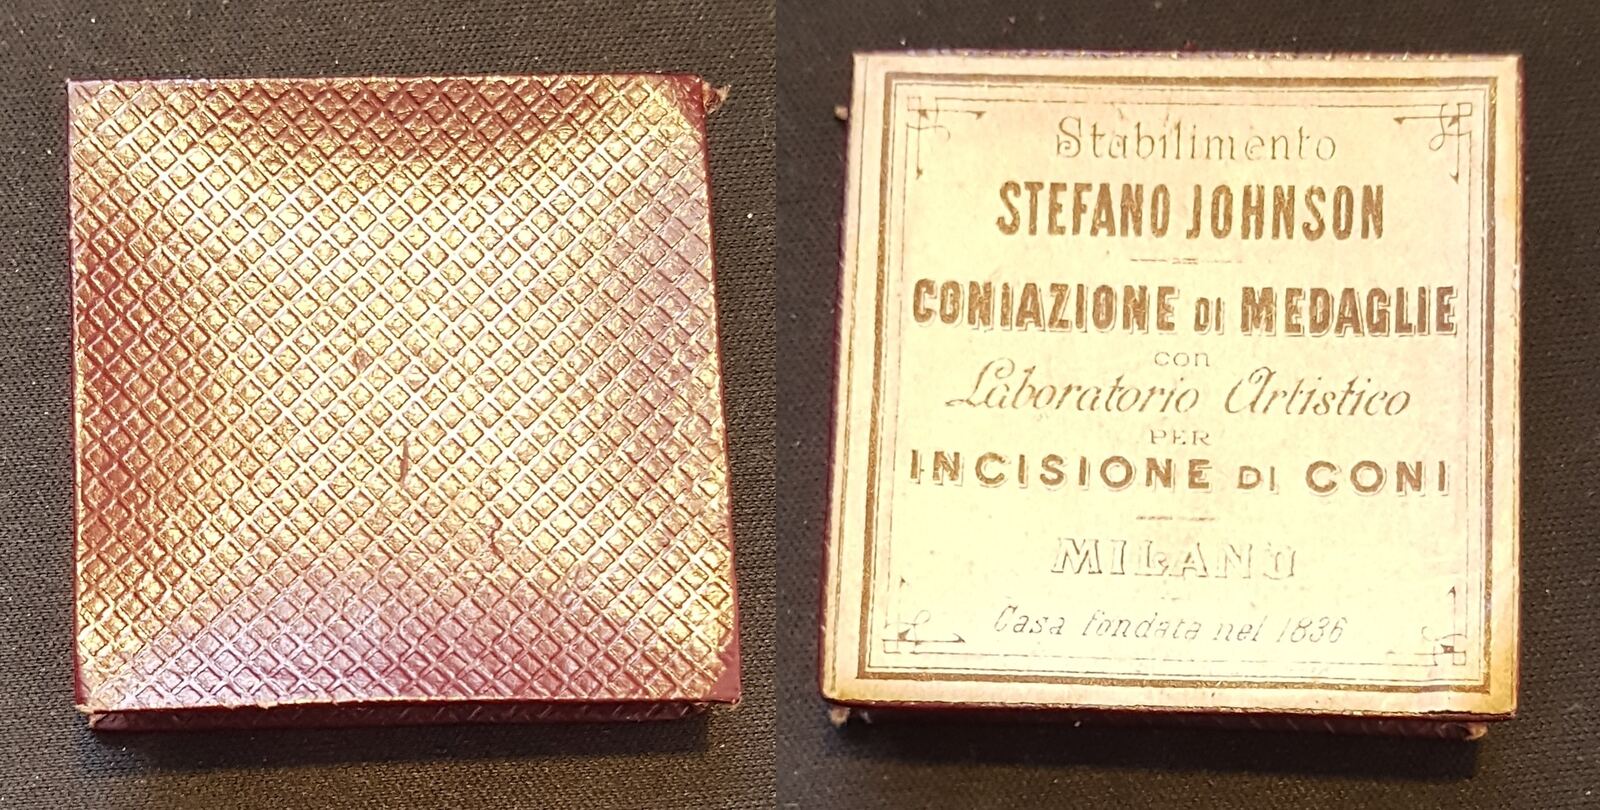 Stabilimento
STEFANO JOHNSON
CONIAZIONE DI MEDAGLIE
con
Laboratorio Artistico
PER
INCISIONE DI CONI
MILANO
Casa fondata nel 1836